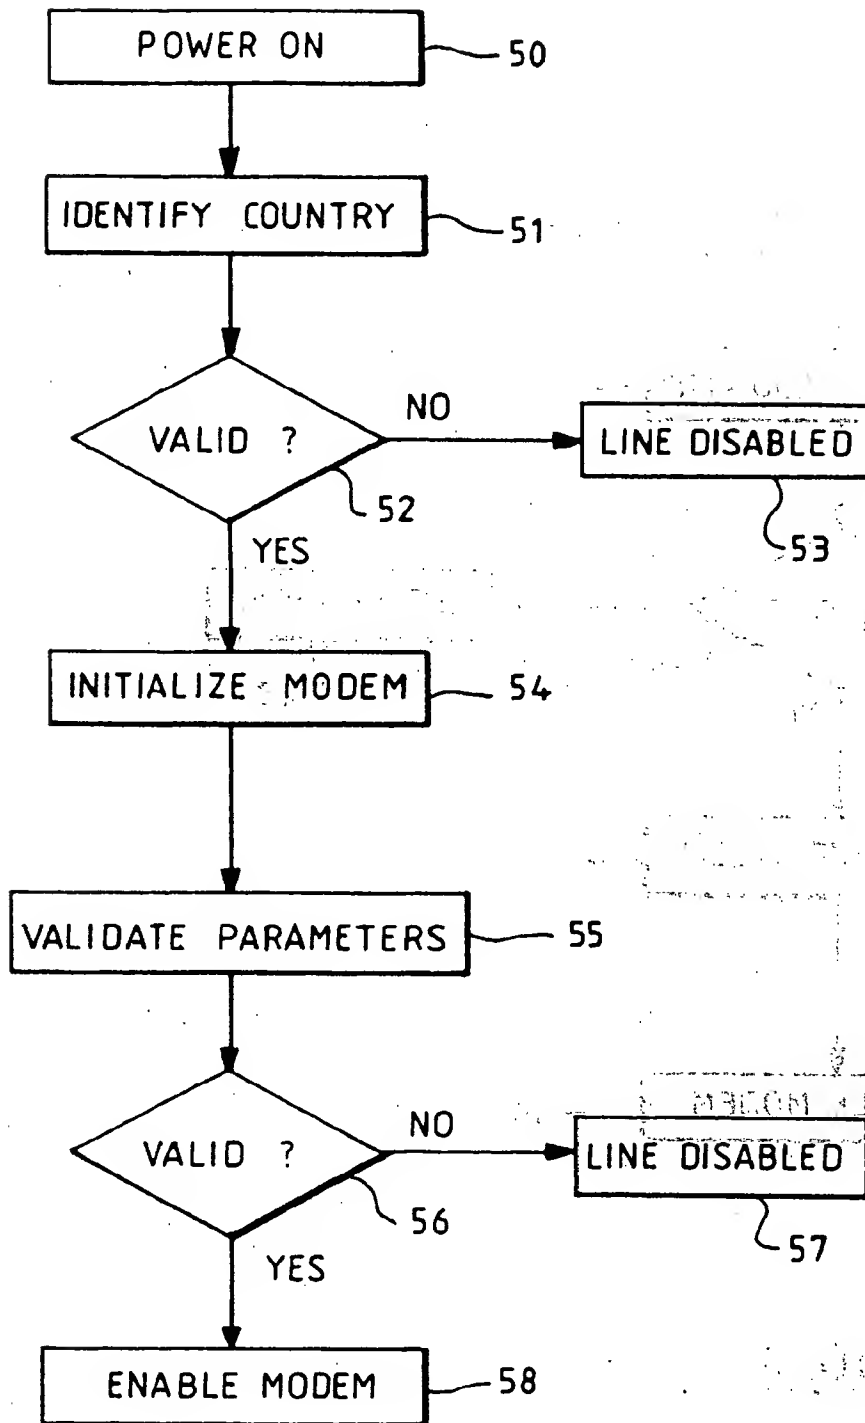 POWER ON
50
IDENTIFY COUNTRY
51
VALID ?
NO
LINE DISABLED
52
53
YES
INITIALIZE MODEM
54
VALIDATE PARAMETERS
55
VALID ?
NO
LINE DISABLED
56
57
YES
ENABLE MODEM
58